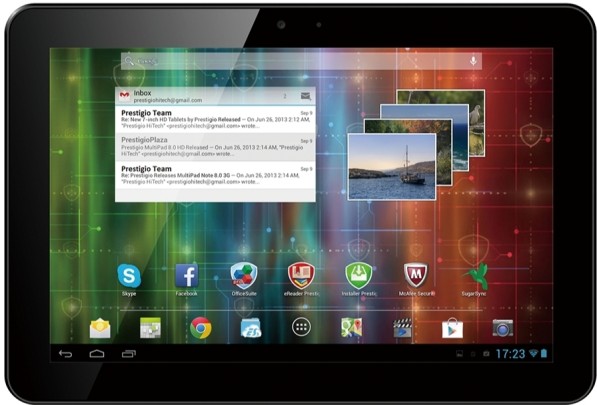 Inbox
prestigiohitech@gmail.com
Prestigio Team
Sep 9
Re: New 7-inch HD Tablets by Prestigio Released – On Jun 26, 2013 2:12 AM,
"Prestigio HiTech" <prestigiohitech@gmail.com> wrote...
PrestigioPlaza
Sep 9
Prestigio MultiPad 8.0 HD Released – On Jun 26, 2013 2:14 AM, "Prestigio
HiTech" <prestigiohitech@gmail.com> wrote...
Prestigio Team
Sep 9
Re: Prestigio Releases MultiPad Note 8.0 3G – On Jun 26, 2013 2:14 AM,
"Prestigio HiTech" <prestigiohitech@gmail.com> wrote...
Skype
Facebook
OfficeSuite
eReader Presti
Installer Presti
McAfee Securi
SugarSync
17:23